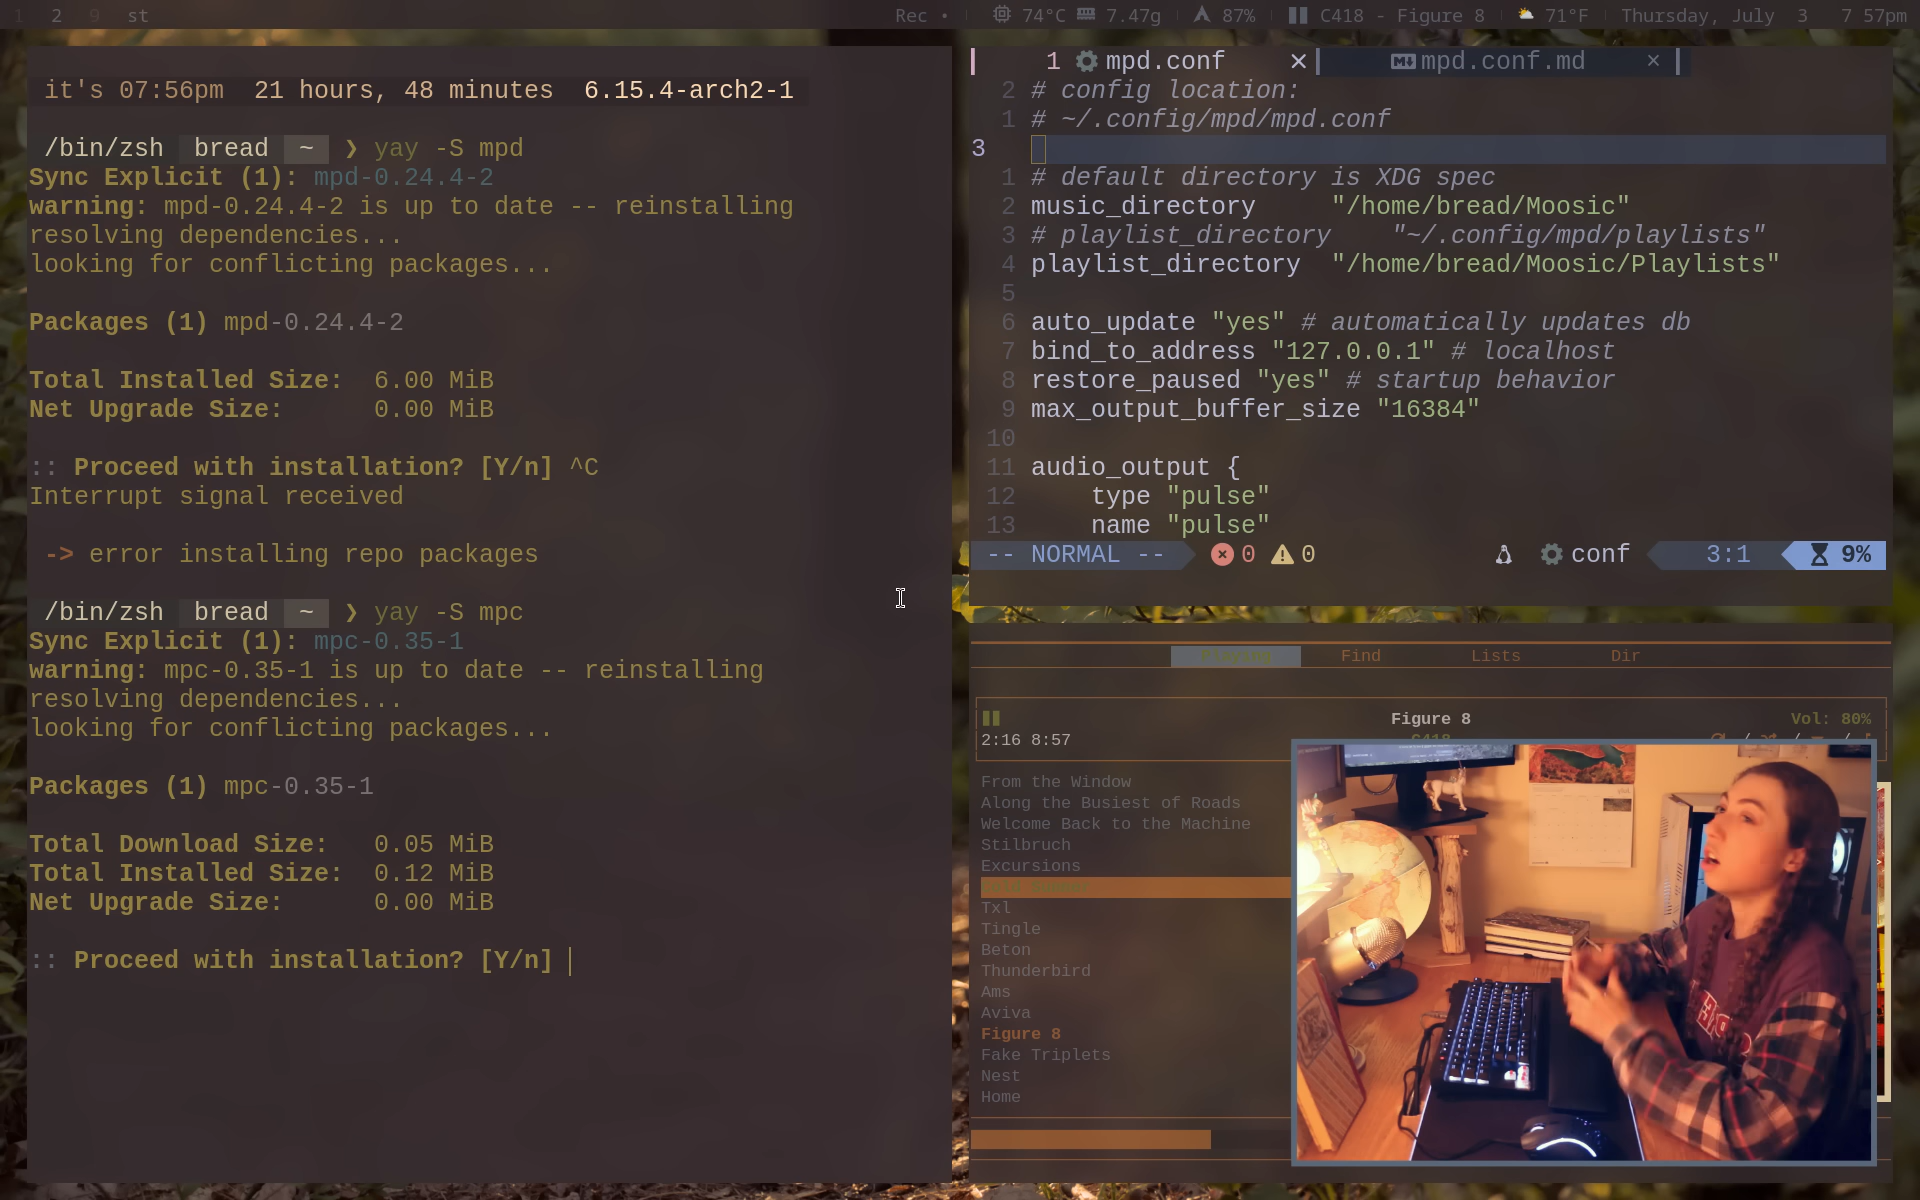 1 2 9 st Rec • 74°C 7.47g 87% C418 - Figure 8 71°F Thursday, July 3 7 57pm
it's 07:56pm 21 hours, 48 minutes 6.15.4-arch2-1
/bin/zsh bread ~ ❯ yay -S mpd
Sync Explicit (1): mpd-0.24.4-2
warning: mpd-0.24.4-2 is up to date -- reinstalling
resolving dependencies...
looking for conflicting packages...
Packages (1) mpd-0.24.4-2
Total Installed Size: 6.00 MiB
Net Upgrade Size: 0.00 MiB
:: Proceed with installation? [Y/n] ^C
Interrupt signal received
-> error installing repo packages
/bin/zsh bread ~ ❯ yay -S mpc
Sync Explicit (1): mpc-0.35-1
warning: mpc-0.35-1 is up to date -- reinstalling
resolving dependencies...
looking for conflicting packages...
Packages (1) mpc-0.35-1
Total Download Size: 0.05 MiB
Total Installed Size: 0.12 MiB
Net Upgrade Size: 0.00 MiB
:: Proceed with installation? [Y/n]
1 mpd.conf × mpd.conf.md ×
2 # config location:
1 # ~/.config/mpd/mpd.conf
3
1 # default directory is XDG spec
2 music_directory "/home/bread/Moosic"
3 # playlist_directory "~/.config/mpd/playlists"
4 playlist_directory "/home/bread/Moosic/Playlists"
5
6 auto_update "yes" # automatically updates db
7 bind_to_address "127.0.0.1" # localhost
8 restore_paused "yes" # startup behavior
9 max_output_buffer_size "16384"
10
11 audio_output {
12 type "pulse"
13 name "pulse"
-- NORMAL -- 0 0 conf 3:1 9%
Playing Find Lists Dir
Figure 8 Vol: 80%
2:16 8:57 C418
From the Window
Along the Busiest of Roads
Welcome Back to the Machine
Stilbruch
Excursions
Txl
Tingle
Beton
Thunderbird
Ams
Aviva
Figure 8
Fake Triplets
Nest
Home